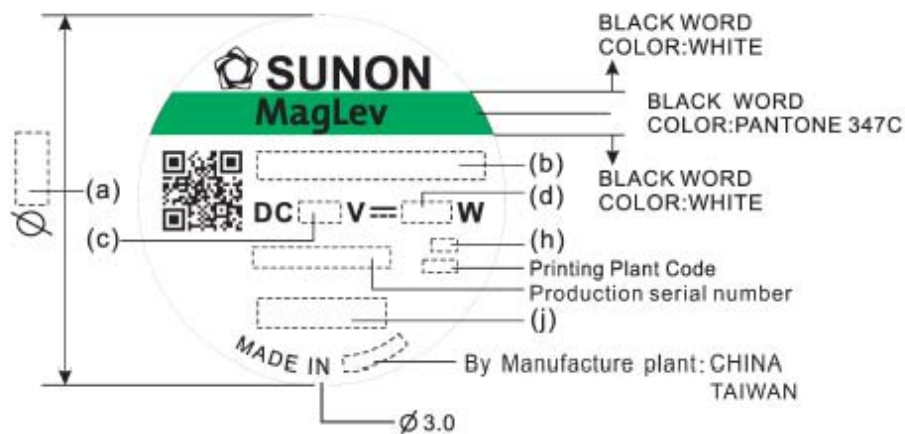 BLACK WORD
COLOR:WHITE
SUNON
MagLev
BLACK WORD
COLOR:PANTONE 347C
(a)
(b)
BLACK WORD
COLOR:WHITE
(d)
DC V⎓ W
Ø
(c)
(h)
Printing Plant Code
Production serial number
(j)
MADE IN
By Manufacture plant: CHINA
TAIWAN
Ø3.0